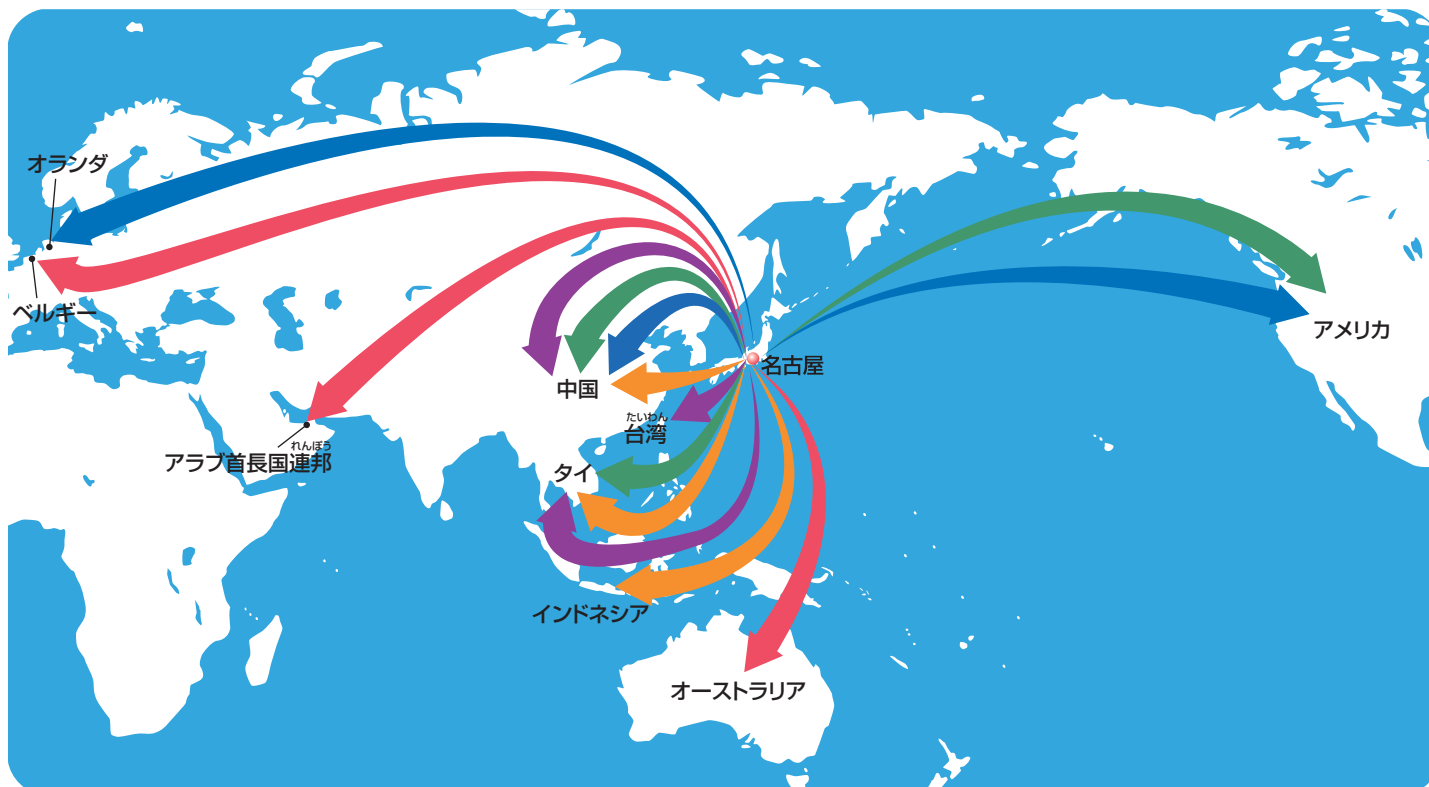 オランダ
ベルギー
アメリカ
名古屋
中国
たいわん
台湾
れんぽう
アラブ首長国連邦
タイ
インドネシア
オーストラリア